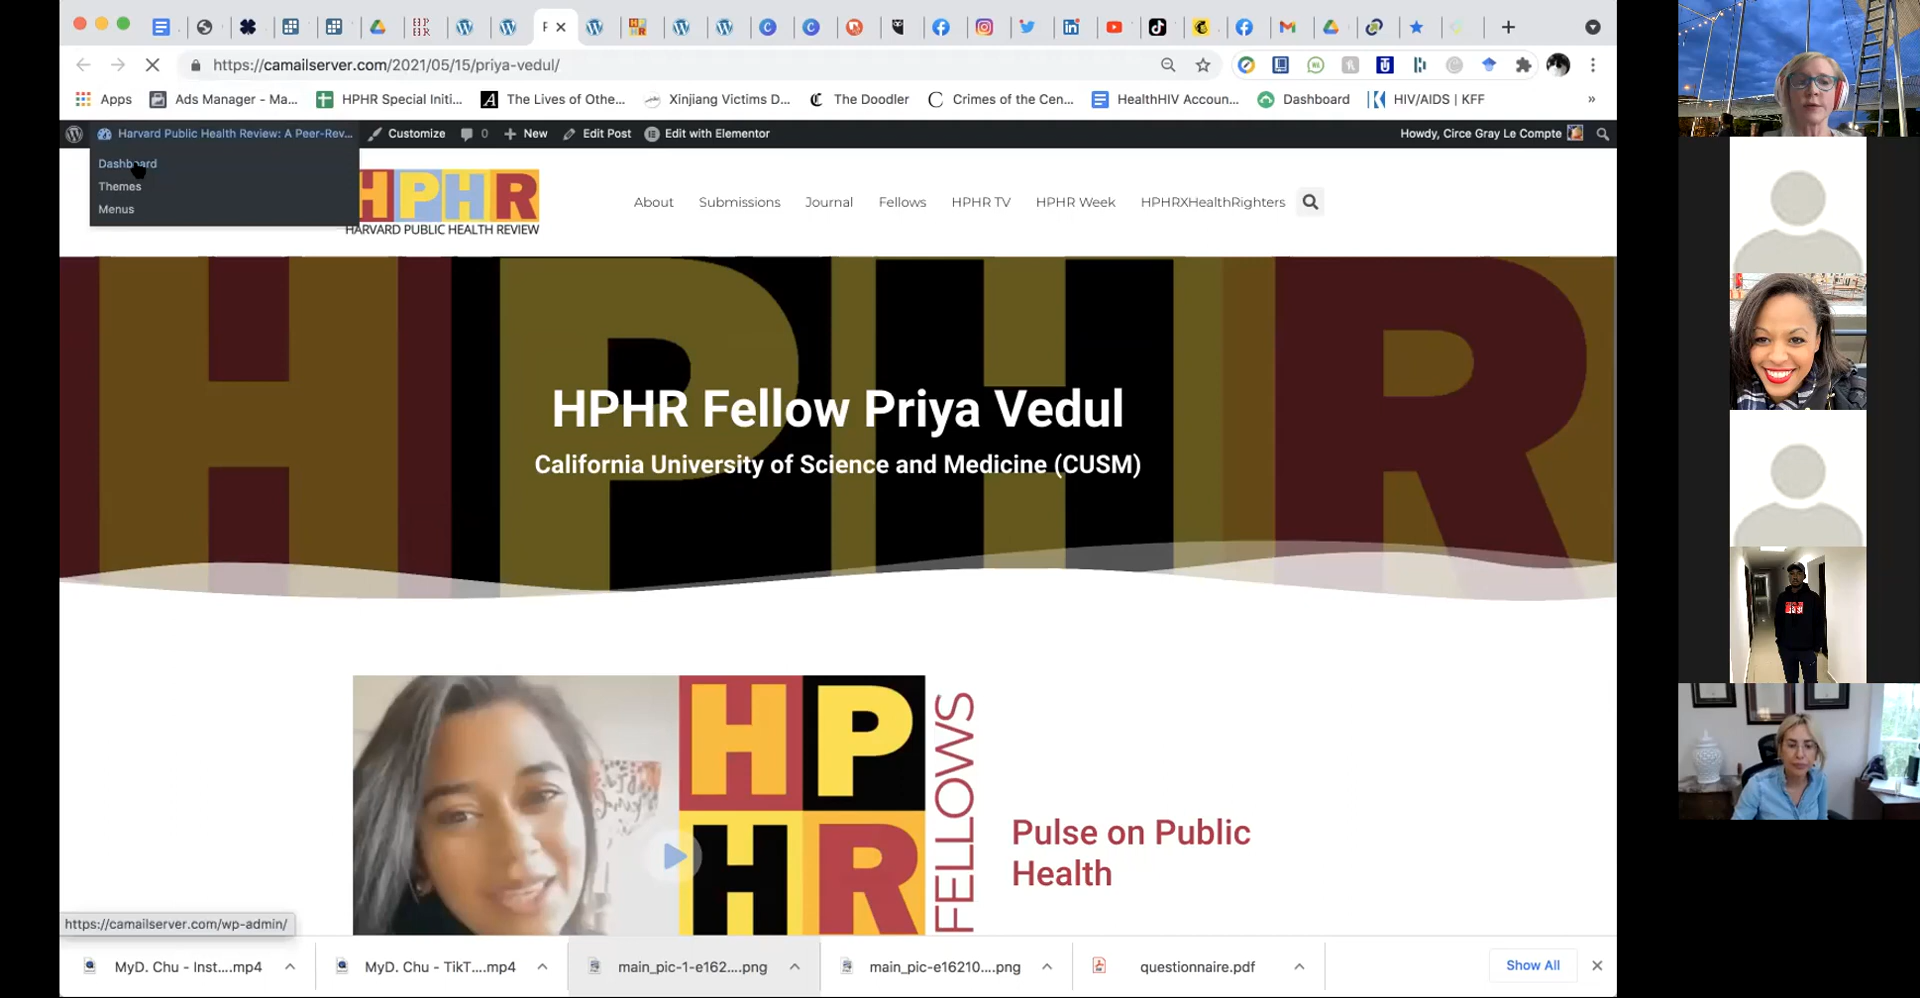 F
https://camailserver.com/2021/05/15/priya-vedul/
Apps
Ads Manager - Ma...
HPHR Special Initi...
The Lives of Othe...
Xinjiang Victims D...
The Doodler
Crimes of the Cen...
HealthHIV Accoun...
Dashboard
HIV/AIDS | KFF
»
Harvard Public Health Review: A Peer-Rev...
Customize
0
New
Edit Post
Edit with Elementor
Howdy, Circe Gray Le Compte
Dashboard
Themes
Menus
HPHR
HARVARD PUBLIC HEALTH REVIEW
About
Submissions
Journal
Fellows
HPHR TV
HPHR Week
HPHRXHealthRighters
HPHR
HPHR Fellow Priya Vedul
California University of Science and Medicine (CUSM)
HP
HR
FELLOWS
Pulse on Public
Health
https://camailserver.com/wp-admin/
MyD. Chu - Inst....mp4
MyD. Chu - TikT....mp4
main_pic-1-e162....png
main_pic-e16210....png
questionnaire.pdf
Show All